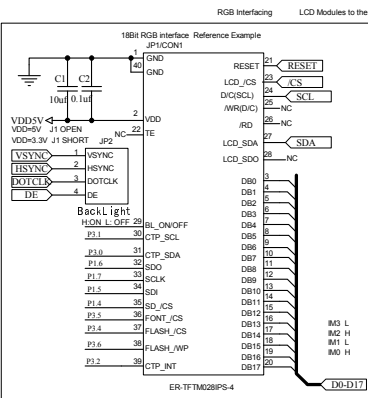 RGB Interfacing LCD Modules to the
18Bit RGB interface Reference Example
JP1/CON1
1 GND
40 GND
C1 C2
10uf 0.1uf
VDD5V
VDD=5V J1 OPEN
VDD=3.3V J1 SHORT
2 VDD
NC 22 TE
JP2
VSYNC 1 VSYNC
HSYNC 2 HSYNC
DOTCLK 3 DOTCLK
DE 4 DE
BackLight
H:ON L: OFF 29 BL_ON/OFF
P3.1 30 CTP_SCL
P3.0 31 CTP_SDA
P1.6 32 SDO
P1.7 33 SCLK
P1.5 34 SDI
P1.4 35 SD_/CS
P3.5 36 FONT_/CS
P3.4 37 FLASH_/CS
P3.6 38 FLASH_/WP
P3.2 39 CTP_INT
RESET 21 RESET
LCD_/CS 23 /CS
D/C(SCL) 24 SCL
/WR(D/C) 25 NC
/RD 26 NC
LCD_SDA 27 SDA
LCD_SDO 28 NC
DB0 3
DB1 4
DB2 5
DB3 6
DB4 7
DB5 8
DB6 9
DB7 10
DB8 11
DB9 12
DB10 13
DB11 14
DB12 15
DB13 16
DB14 17
DB15 18
DB16 19
DB17 20
IM3 L
IM2 H
IM1 L
IM0 H
D0-D17
ER-TFTM028IPS-4